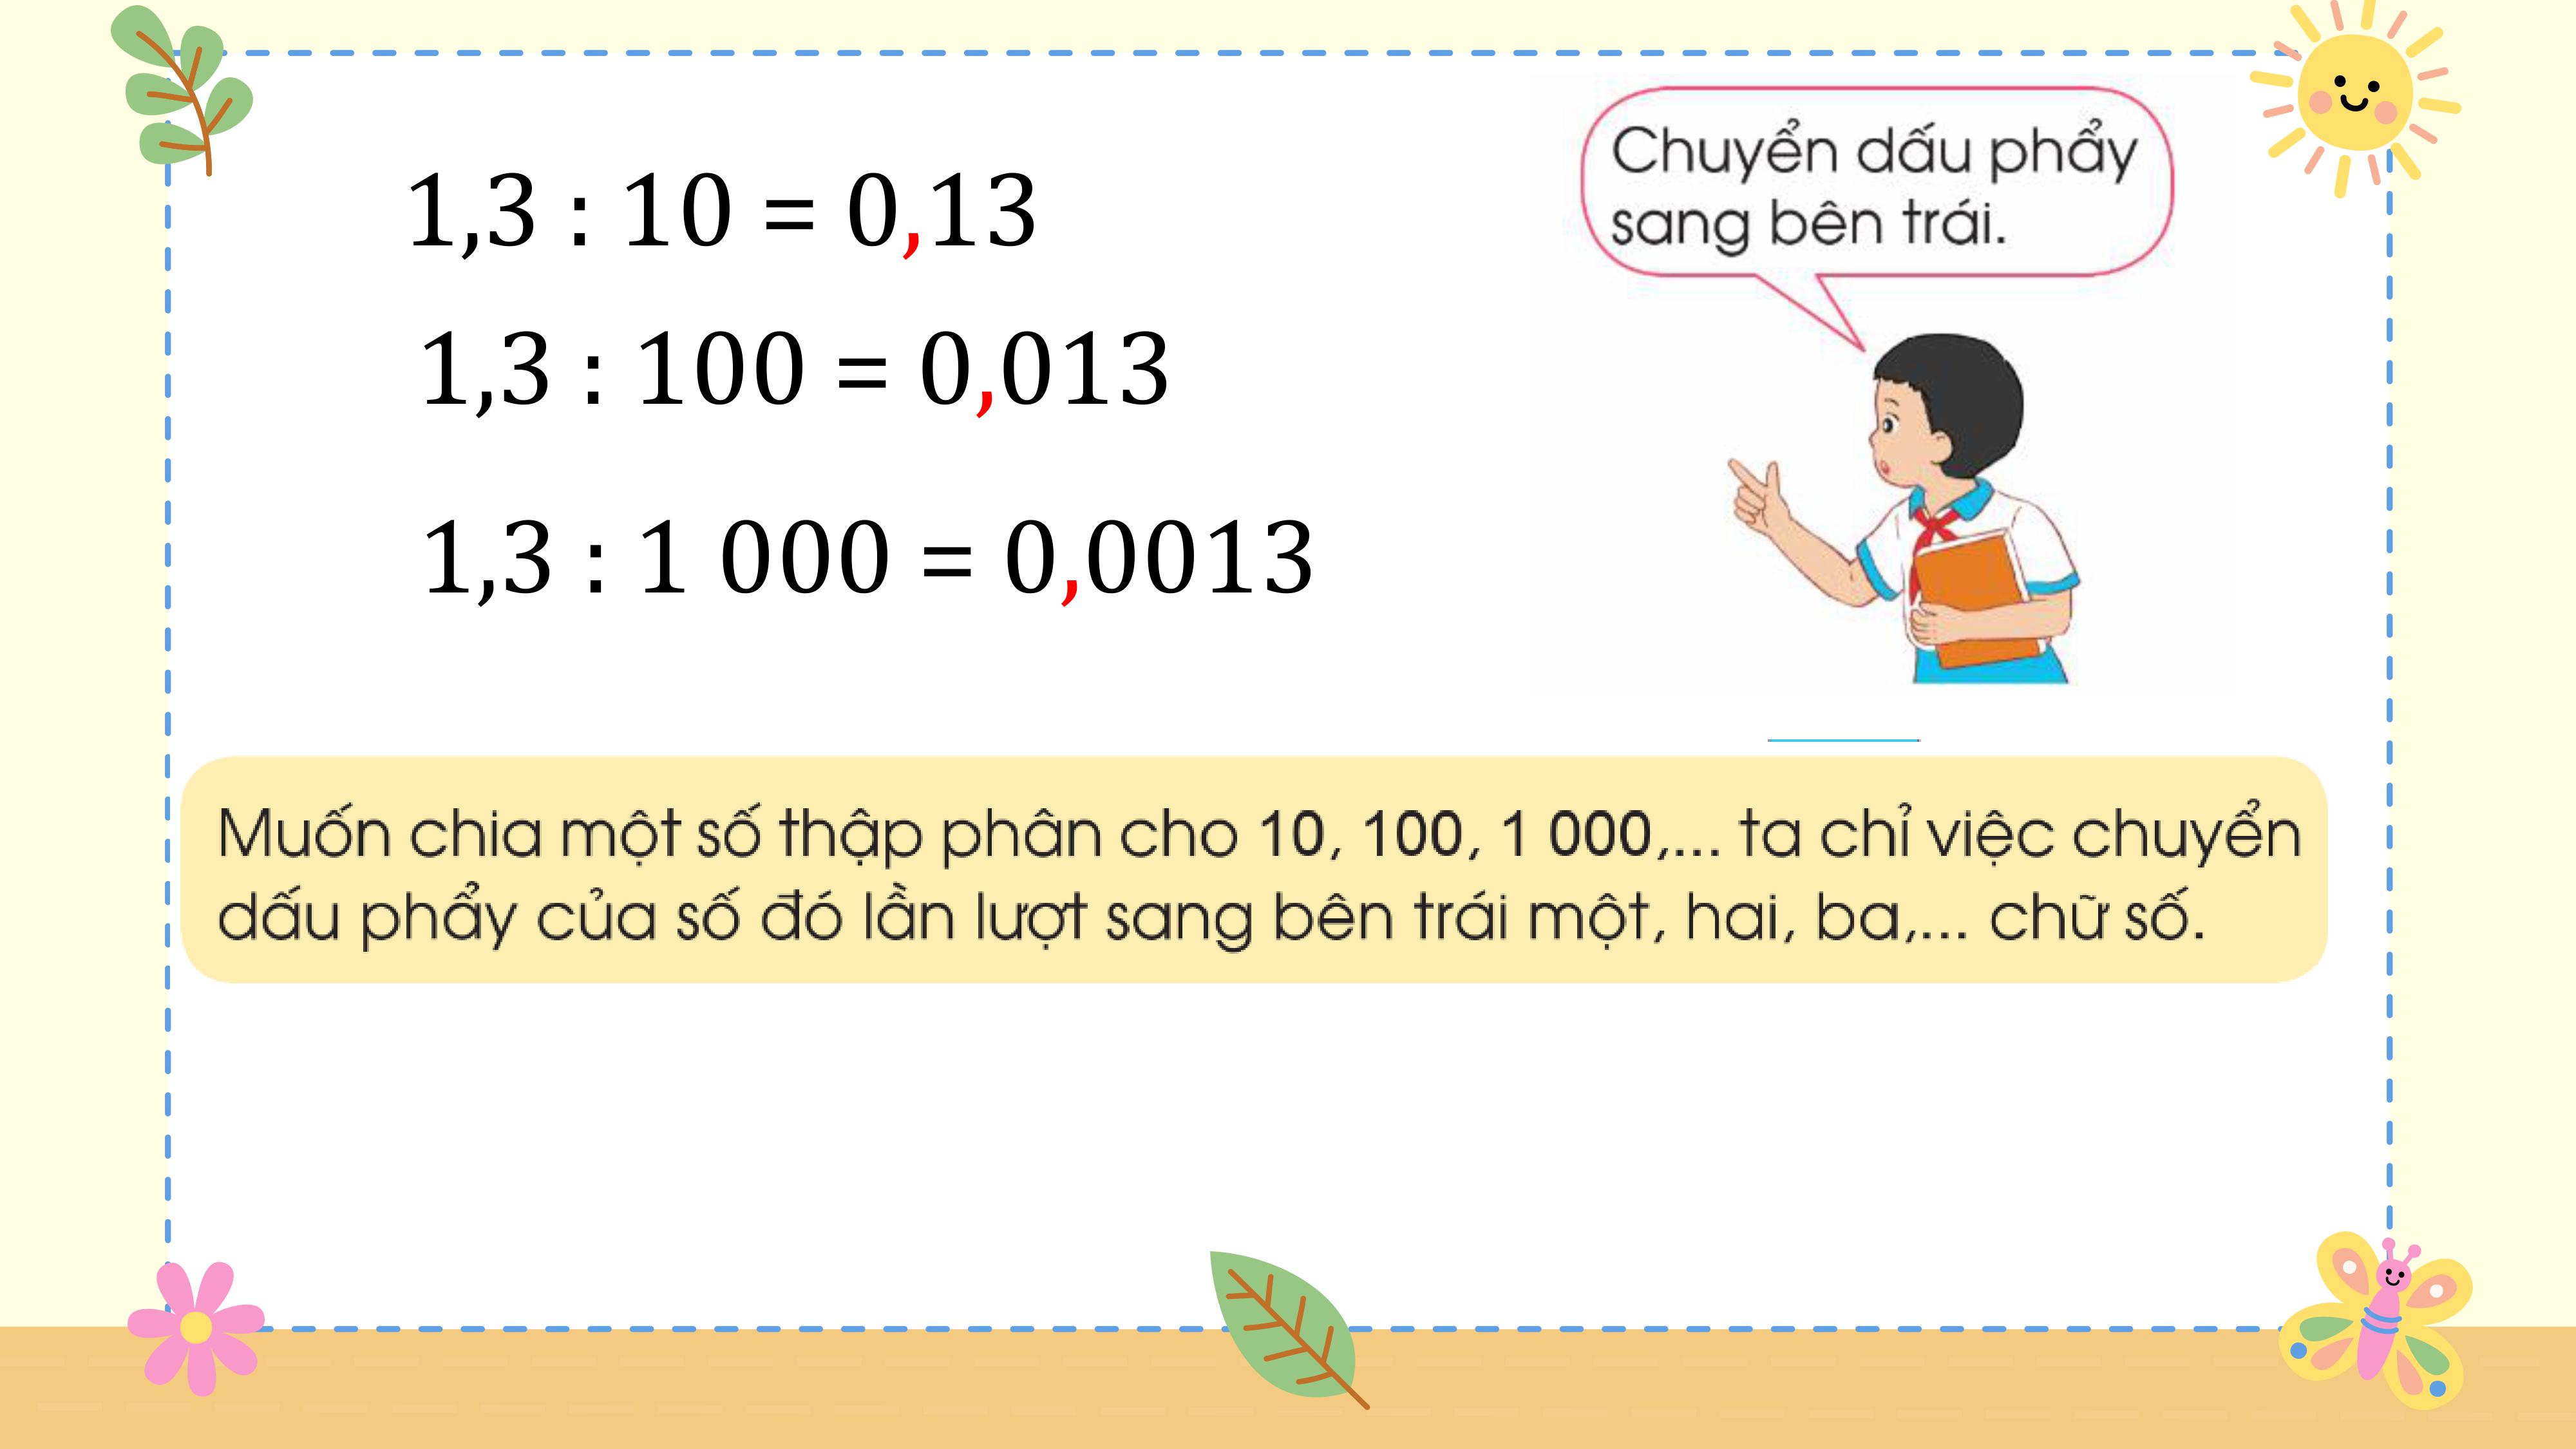 1,3 : 10 = 0,13
Chuyển dấu phẩy
sang bên trái.
1,3 : 100 = 0,013
1,3 : 1 000 = 0,0013
Muốn chia một số thập phân cho 10, 100, 1 000,... ta chỉ việc chuyển
dấu phẩy của số đó lần lượt sang bên trái một, hai, ba,... chữ số.